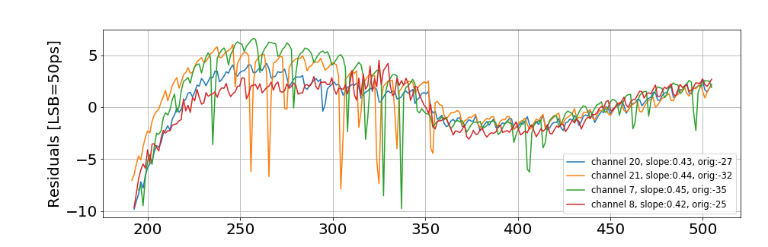 Residuals [LSB=50ps]
5
0
−5
−10
200 250 300 350 400 450 500
channel 20, slope:0.43, orig:-27
channel 21, slope:0.44, orig:-32
channel 7, slope:0.45, orig:-35
channel 8, slope:0.42, orig:-25